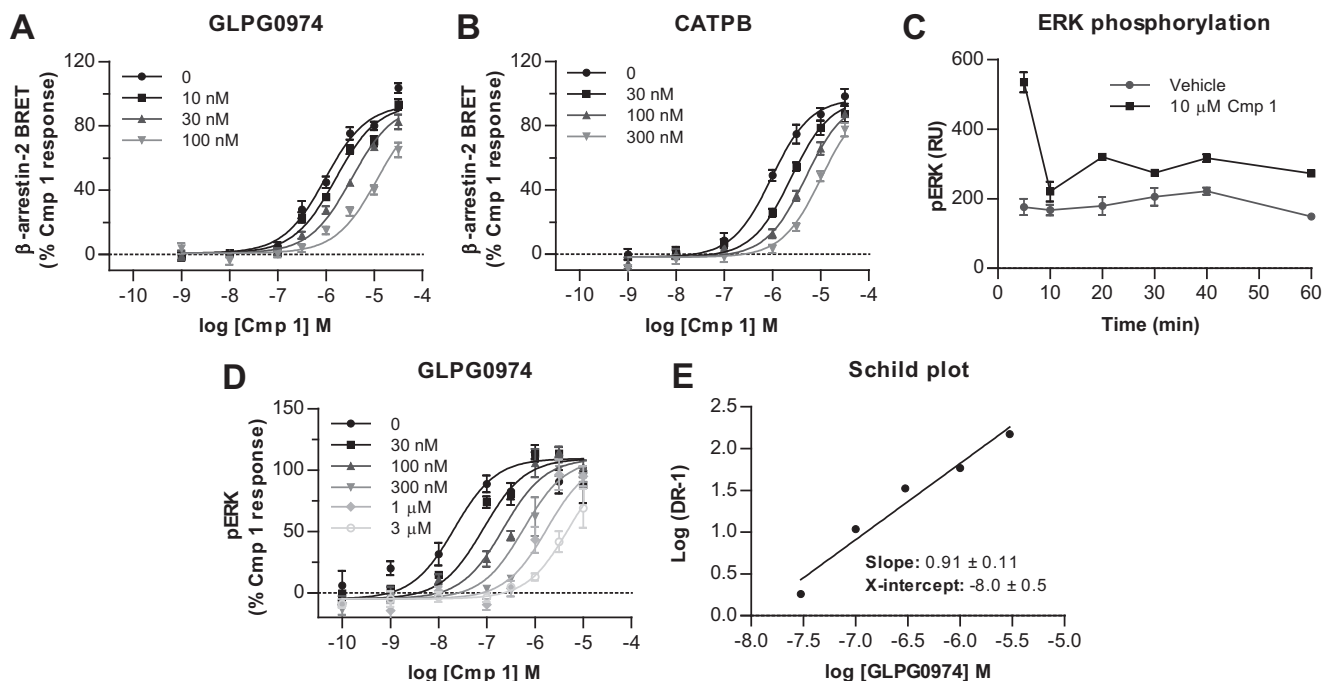 A
GLPG0974
β-arrestin-2 BRET
(% Cmp 1 response)
120
80
40
0
0
10 nM
30 nM
100 nM
-10 -9 -8 -7 -6 -5 -4
log [Cmp 1] M
B
CATPB
β-arrestin-2 BRET
(% Cmp 1 response)
120
80
40
0
0
30 nM
100 nM
300 nM
-10 -9 -8 -7 -6 -5 -4
log [Cmp 1] M
C
ERK phosphorylation
pERK (RU)
600
400
200
0
Vehicle
10 μM Cmp 1
0 10 20 30 40 50 60
Time (min)
D
GLPG0974
pERK
(% Cmp 1 response)
150
100
50
0
0
30 nM
100 nM
300 nM
1 μM
3 μM
-10 -9 -8 -7 -6 -5
log [Cmp 1] M
E
Schild plot
Log (DR-1)
2.5
2.0
1.5
1.0
0.5
0.0
Slope: 0.91 ± 0.11
X-intercept: -8.0 ± 0.5
-8.0 -7.5 -7.0 -6.5 -6.0 -5.5 -5.0
log [GLPG0974] M